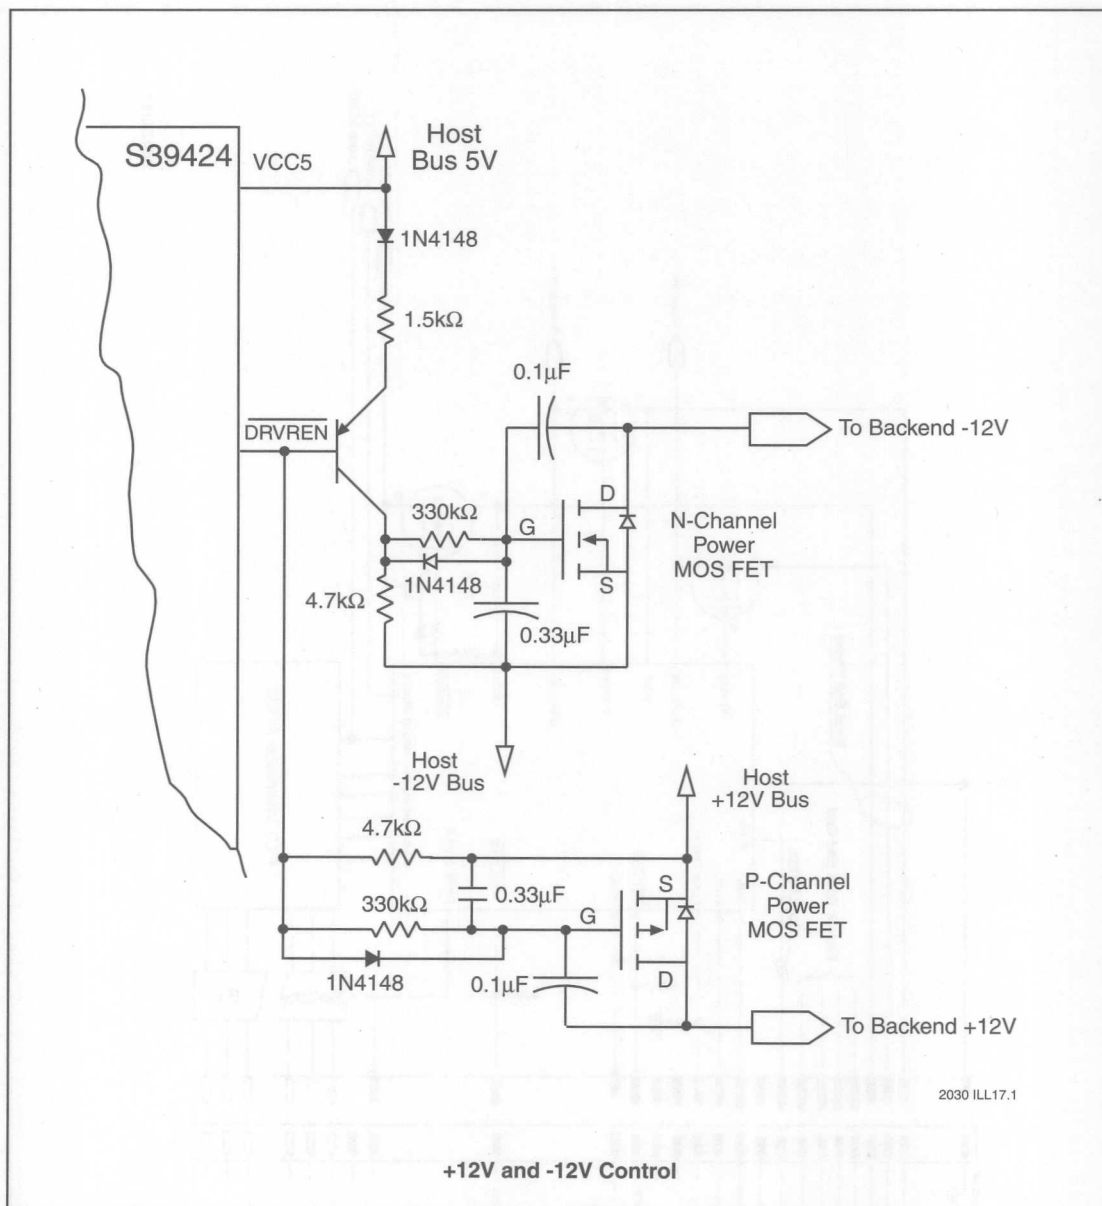 S39424
VCC5
Host
Bus 5V
1N4148
1.5kΩ
0.1μF
DRVREN
To Backend -12V
330kΩ
G
D
N-Channel
Power
MOS FET
1N4148
S
4.7kΩ
0.33μF
Host
-12V Bus
Host
+12V Bus
4.7kΩ
0.33μF
S
P-Channel
Power
MOS FET
330kΩ
G
1N4148
0.1μF
D
To Backend +12V
2030 ILL17.1
+12V and -12V Control